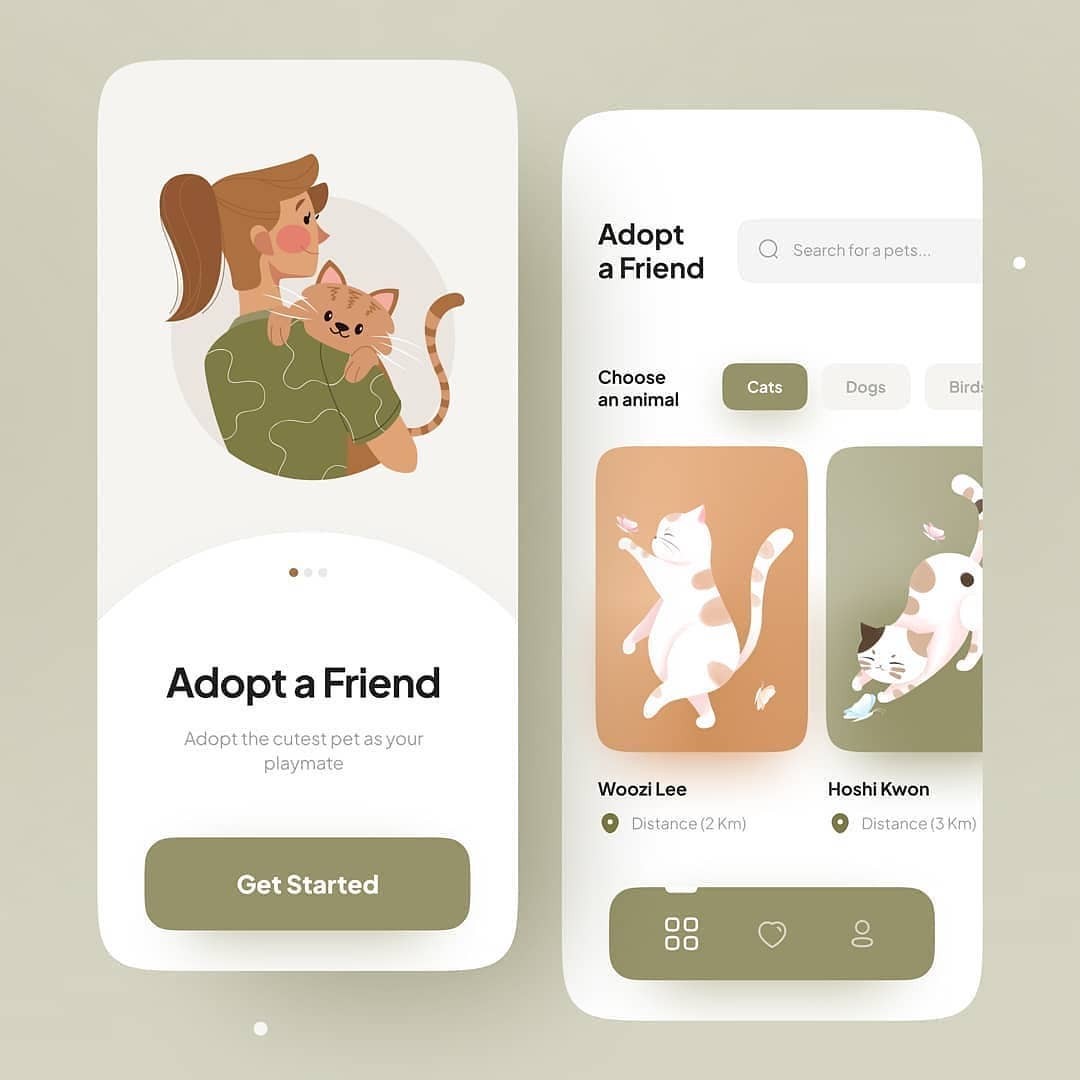 Adopt a Friend
Adopt the cutest pet as your
playmate
Get Started
Adopt
a Friend
Search for a pets...
Choose
an animal
Cats
Dogs
Birds
Woozi Lee
Distance (2 Km)
Hoshi Kwon
Distance (3 Km)